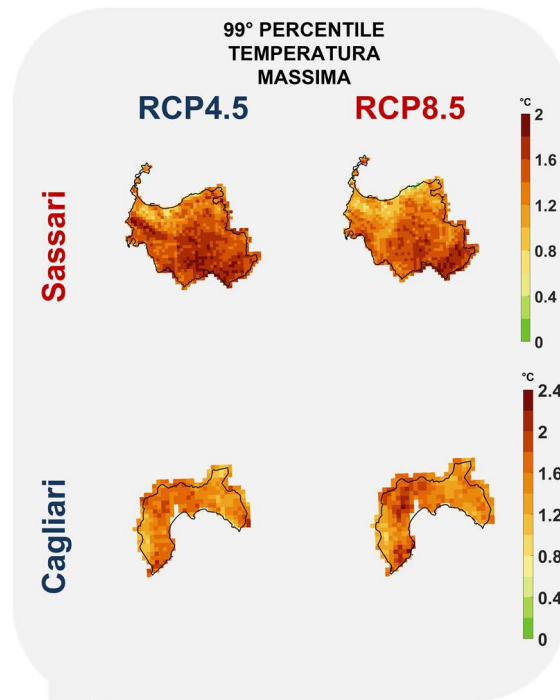 99° PERCENTILE
TEMPERATURA
MASSIMA
RCP4.5
RCP8.5
Sassari
°C
2
1.6
1.2
0.8
0.4
0
Cagliari
°C
2.4
2
1.6
1.2
0.8
0.4
0